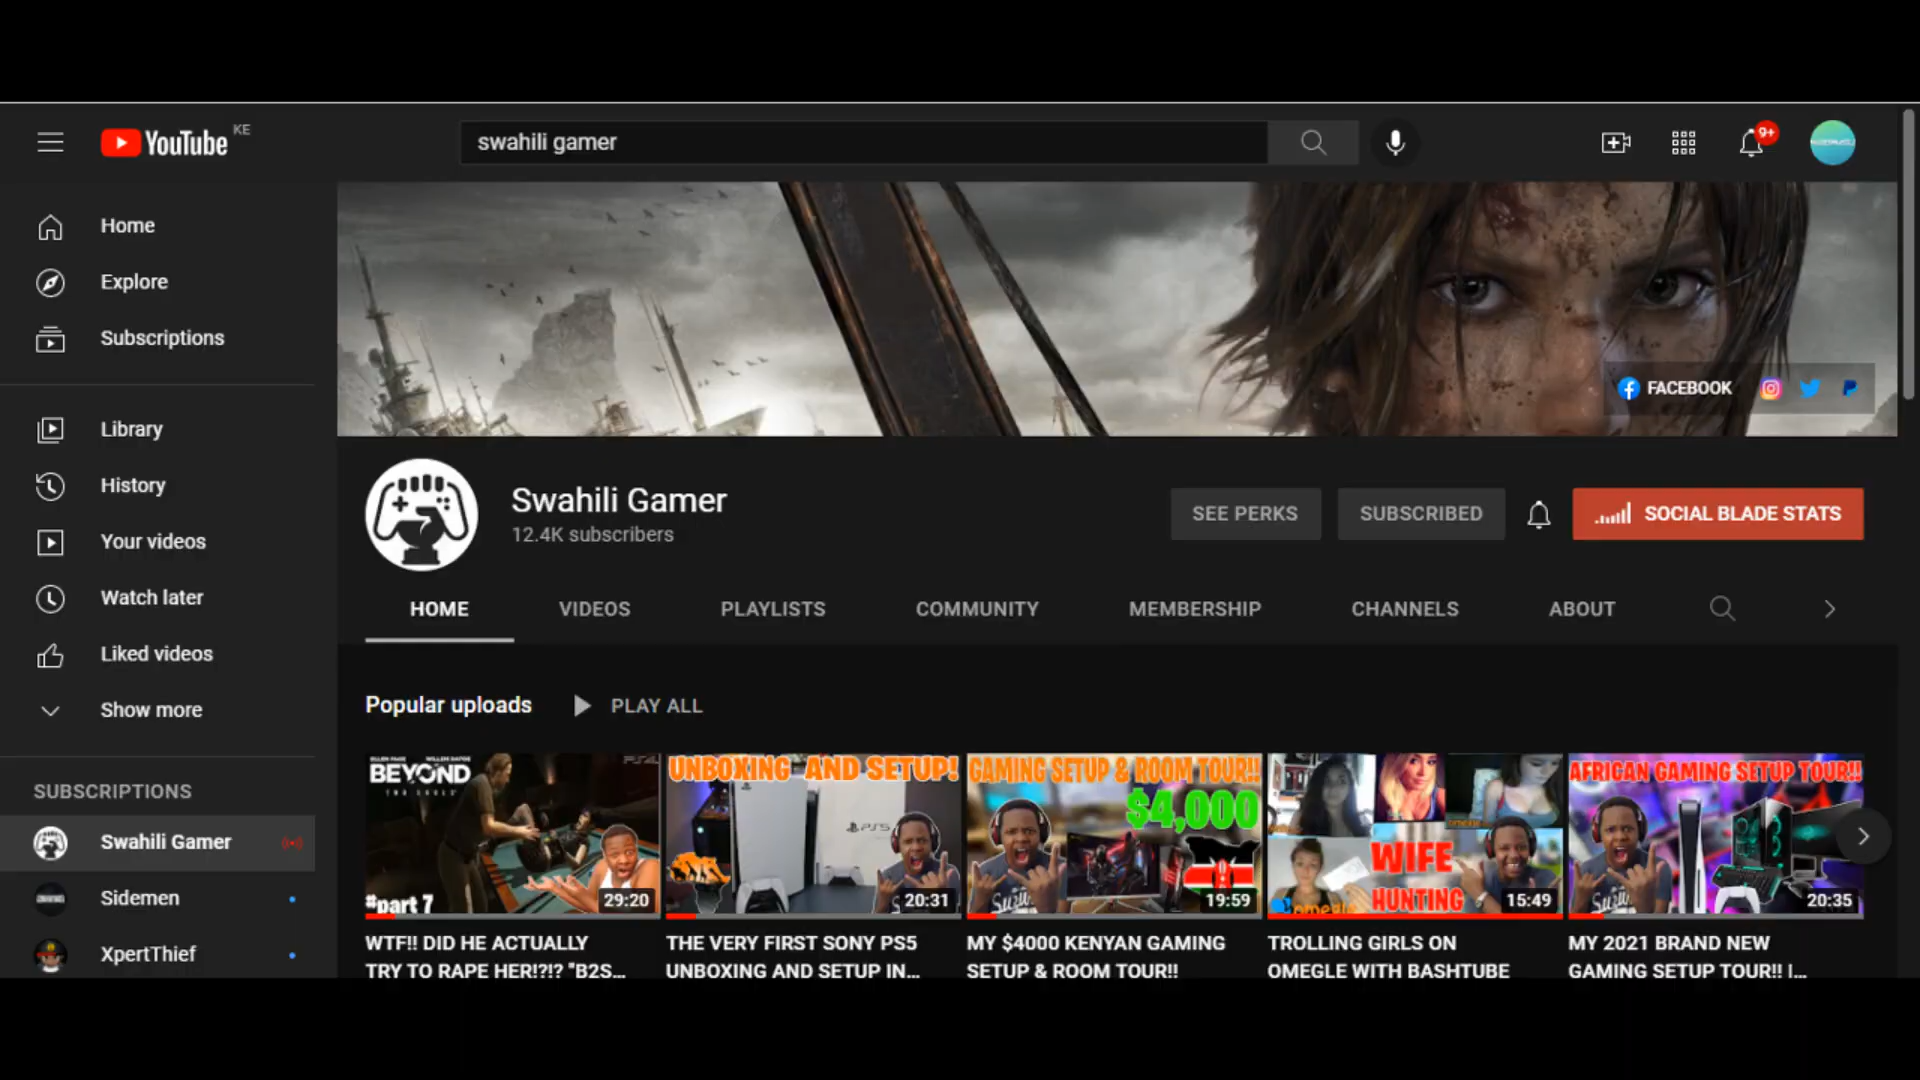 YouTube KE
swahili gamer
9+
Home
Explore
Subscriptions
Library
History
Your videos
Watch later
Liked videos
Show more
SUBSCRIPTIONS
Swahili Gamer
Sidemen
XpertThief
FACEBOOK
Swahili Gamer
12.4K subscribers
SEE PERKS
SUBSCRIBED
SOCIAL BLADE STATS
HOME VIDEOS PLAYLISTS COMMUNITY MEMBERSHIP CHANNELS ABOUT
Popular uploads PLAY ALL
BEYOND
PS4
#part 7
29:20
WTF!! DID HE ACTUALLY
TRY TO RAPE HER!?!? "B2S...
UNBOXING AND SETUP!
PS5
20:31
THE VERY FIRST SONY PS5
UNBOXING AND SETUP IN...
GAMING SETUP & ROOM TOUR!!
$4,000
19:59
MY $4000 KENYAN GAMING
SETUP & ROOM TOUR!!
WIFE
HUNTING
omegle
15:49
TROLLING GIRLS ON
OMEGLE WITH BASHTUBE
AFRICAN GAMING SETUP TOUR!!
20:35
MY 2021 BRAND NEW
GAMING SETUP TOUR!! |...